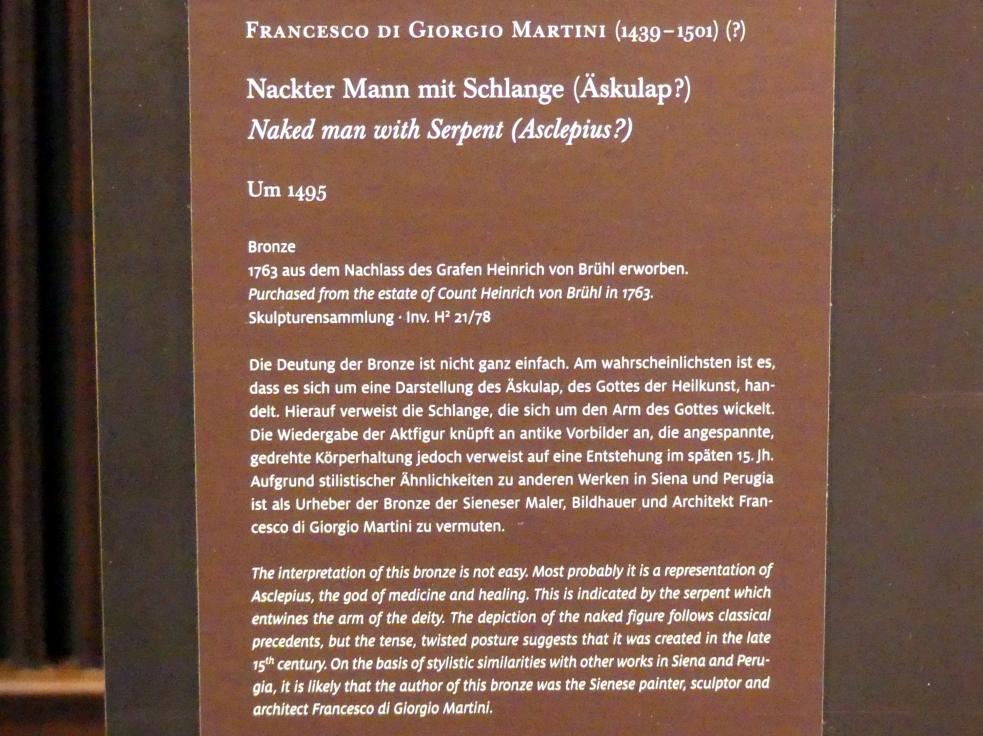 FRANCESCO DI GIORGIO MARTINI (1439–1501) (?)
Nackter Mann mit Schlange (Äskulap?)
Naked man with Serpent (Asclepius?)
Um 1495
Bronze
1763 aus dem Nachlass des Grafen Heinrich von Brühl erworben.
Purchased from the estate of Count Heinrich von Brühl in 1763.
Skulpturensammlung · Inv. H² 21/78
Die Deutung der Bronze ist nicht ganz einfach. Am wahrscheinlichsten ist es,
dass es sich um eine Darstellung des Äskulap, des Gottes der Heilkunst, han-
delt. Hierauf verweist die Schlange, die sich um den Arm des Gottes wickelt.
Die Wiedergabe der Aktfigur knüpft an antike Vorbilder an, die angespannte,
gedrehte Körperhaltung jedoch verweist auf eine Entstehung im späten 15. Jh.
Aufgrund stilistischer Ähnlichkeiten zu anderen Werken in Siena und Perugia
ist als Urheber der Bronze der Sieneser Maler, Bildhauer und Architekt Fran-
cesco di Giorgio Martini zu vermuten.
The interpretation of this bronze is not easy. Most probably it is a representation of
Asclepius, the god of medicine and healing. This is indicated by the serpent which
entwines the arm of the deity. The depiction of the naked figure follows classical
precedents, but the tense, twisted posture suggests that it was created in the late
15th century. On the basis of stylistic similarities with other works in Siena and Peru-
gia, it is likely that the author of this bronze was the Sienese painter, sculptor and
architect Francesco di Giorgio Martini.